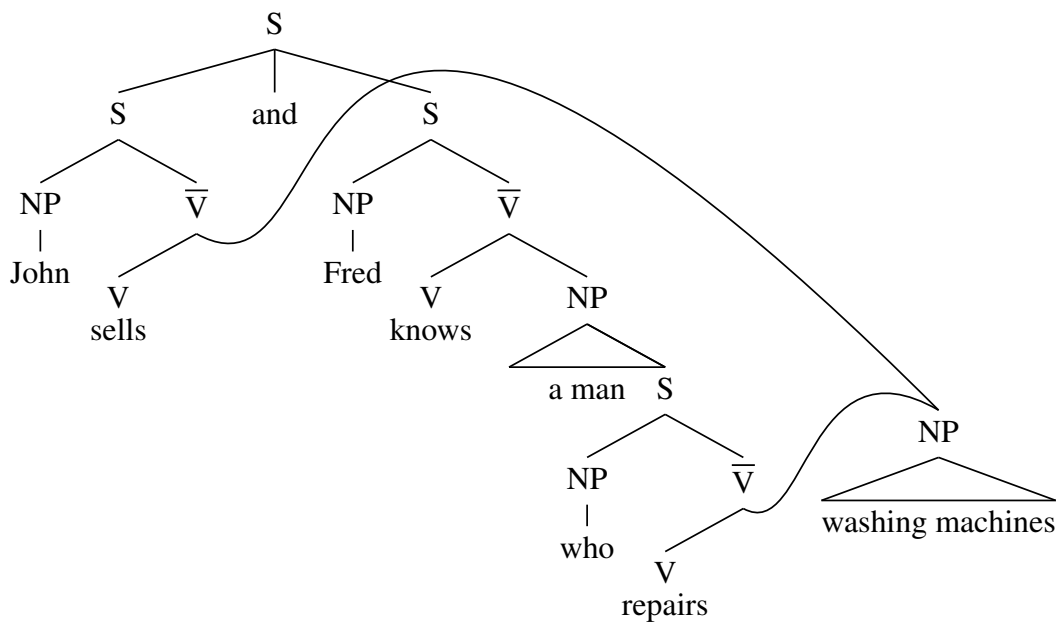 S
S and S
NP V̅ NP V̅
John V Fred V NP
sells knows a man S
NP V̅ NP
who V washing machines
repairs